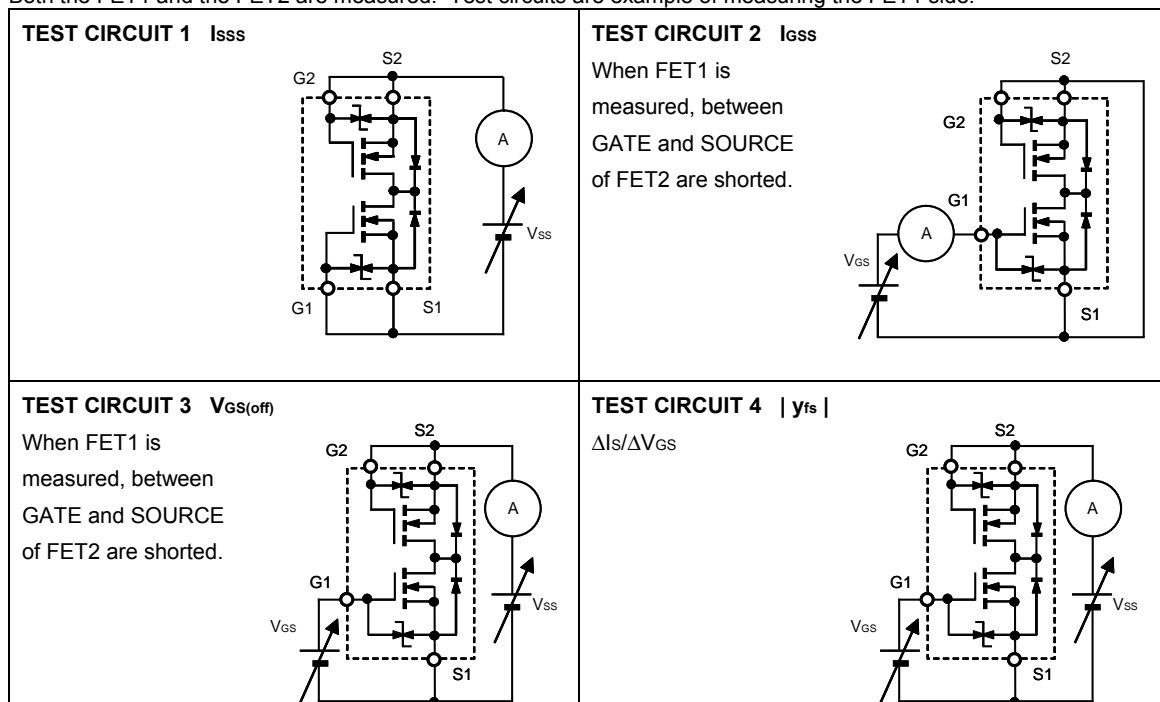 Both the FET1 and the FET2 are measured. Test circuits are example of measuring the FET1 side.
TEST CIRCUIT 1 ISSS
G2
S2
A
VSS
G1
S1
TEST CIRCUIT 2 IGSS
When FET1 is
measured, between
GATE and SOURCE
of FET2 are shorted.
S2
G2
G1
A
VGS
S1
TEST CIRCUIT 3 VGS(off)
When FET1 is
measured, between
GATE and SOURCE
of FET2 are shorted.
S2
G2
A
G1
VSS
VGS
S1
TEST CIRCUIT 4 | yfs |
ΔIS/ΔVGS
S2
G2
A
G1
VSS
VGS
S1